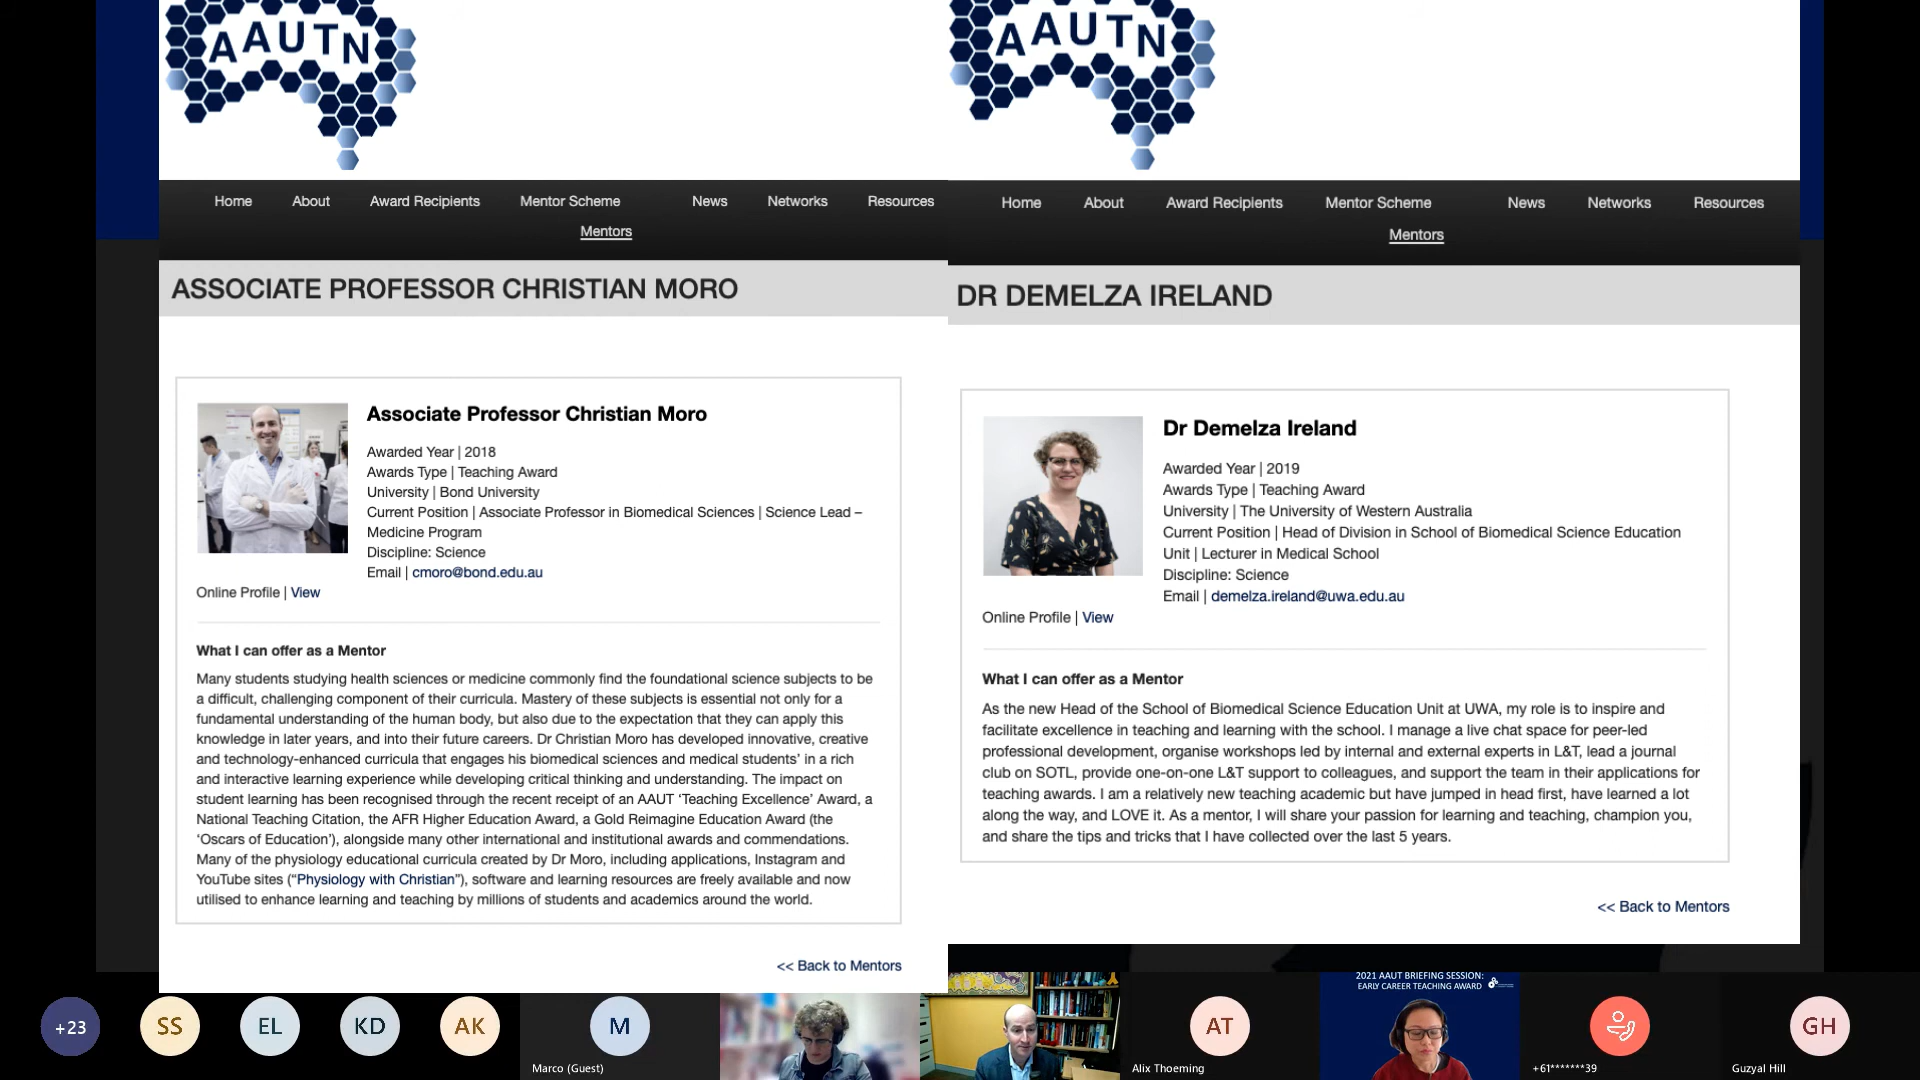 AAUTN
Home About Award Recipients Mentor Scheme News Networks Resources
Mentors
ASSOCIATE PROFESSOR CHRISTIAN MORO
Associate Professor Christian Moro
Awarded Year | 2018
Awards Type | Teaching Award
University | Bond University
Current Position | Associate Professor in Biomedical Sciences | Science Lead –
Medicine Program
Discipline: Science
Email | cmoro@bond.edu.au
Online Profile | View
What I can offer as a Mentor
Many students studying health sciences or medicine commonly find the foundational science subjects to be
a difficult, challenging component of their curricula. Mastery of these subjects is essential not only for a
fundamental understanding of the human body, but also due to the expectation that they can apply this
knowledge in later years, and into their future careers. Dr Christian Moro has developed innovative, creative
and technology-enhanced curricula that engages his biomedical sciences and medical students’ in a rich
and interactive learning experience while developing critical thinking and understanding. The impact on
student learning has been recognised through the recent receipt of an AAUT ‘Teaching Excellence’ Award, a
National Teaching Citation, the AFR Higher Education Award, a Gold Reimagine Education Award (the
‘Oscars of Education’), alongside many other international and institutional awards and commendations.
Many of the physiology educational curricula created by Dr Moro, including applications, Instagram and
YouTube sites (“Physiology with Christian”), software and learning resources are freely available and now
utilised to enhance learning and teaching by millions of students and academics around the world.
<< Back to Mentors
AAUTN
Home About Award Recipients Mentor Scheme News Networks Resources
Mentors
DR DEMELZA IRELAND
Dr Demelza Ireland
Awarded Year | 2019
Awards Type | Teaching Award
University | The University of Western Australia
Current Position | Head of Division in School of Biomedical Science Education
Unit | Lecturer in Medical School
Discipline: Science
Email | demelza.ireland@uwa.edu.au
Online Profile | View
What I can offer as a Mentor
As the new Head of the School of Biomedical Science Education Unit at UWA, my role is to inspire and
facilitate excellence in teaching and learning with the school. I manage a live chat space for peer-led
professional development, organise workshops led by internal and external experts in L&T, lead a journal
club on SOTL, provide one-on-one L&T support to colleagues, and support the team in their applications for
teaching awards. I am a relatively new teaching academic but have jumped in head first, have learned a lot
along the way, and LOVE it. As a mentor, I will share your passion for learning and teaching, champion you,
and share the tips and tricks that I have collected over the last 5 years.
<< Back to Mentors
+23 SS EL KD AK M AT GH
2021 AAUT BRIEFING SESSION:
EARLY CAREER TEACHING AWARD
Marco (Guest) Alix Thoeming +61*******39 Guzyal Hill